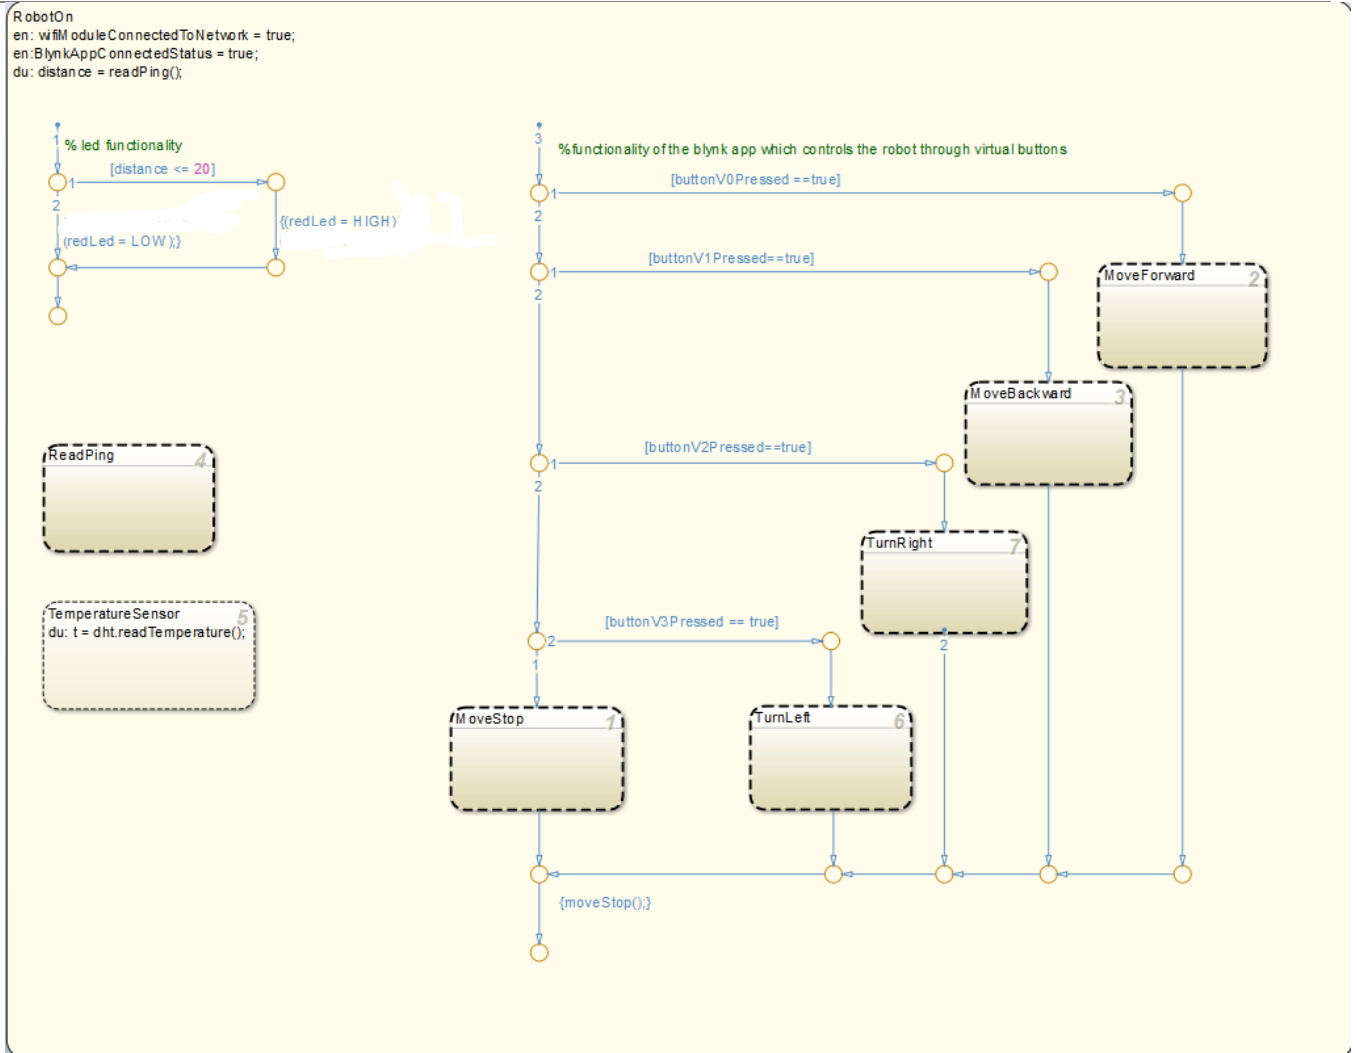 RobotOn
en: wifiModuleConnectedToNetwork = true;
en:BlynkAppConnectedStatus = true;
du: distance = readPing();
1
% led functionality
[distance <= 20]
1
2
{(redLed = HIGH)
(redLed = LOW);}
3
%functionality of the blynk app which controls the robot through virtual buttons
[buttonV0Pressed ==true]
1
2
[buttonV1Pressed==true]
1
2
MoveForward
2
MoveBackward
3
[buttonV2Pressed==true]
1
2
ReadPing
4
TurnRight
7
2
TemperatureSensor
5
du: t = dht.readTemperature();
[buttonV3Pressed == true]
2
1
MoveStop
1
TurnLeft
6
{moveStop();}